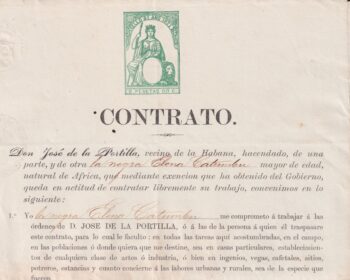 CONTRATO.
Don José de la Portilla, vecino de la Habana, hacendado, de una
parte, y de otra la negra Elena mayor de edad,
natural de Africa, que mediante exencion que ha obtenido del Gobierno,
queda en actitud de contratar libremente su trabajo, convenimos en lo
siguiente:
1.º Yo la negra Elena me comprometo á trabajar á las
órdenes de D. JOSE DE LA PORTILLA, ó á las de la persona á quien el traspasare
este contrato, para lo cual le faculto en todas las tareas aquí acostumbradas, en el campo,
en las poblaciones ó donde quiera que me destine, sea en casas particulares, establecimien-
tos de cualquiera clase de artes ó industria, ó bien en ingenios, vegas, cafetales, sitios,
potreros, estancias y cuanto concierne á las labores urbanas y rurales, sea de la especie que